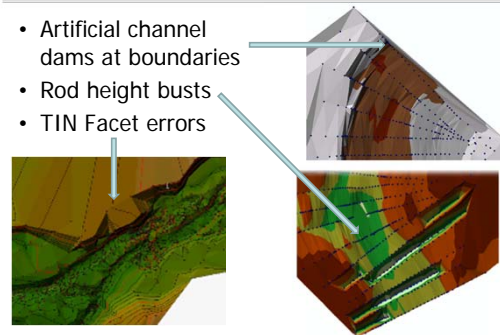 • Artificial channel
dams at boundaries
• Rod height busts
• TIN Facet errors